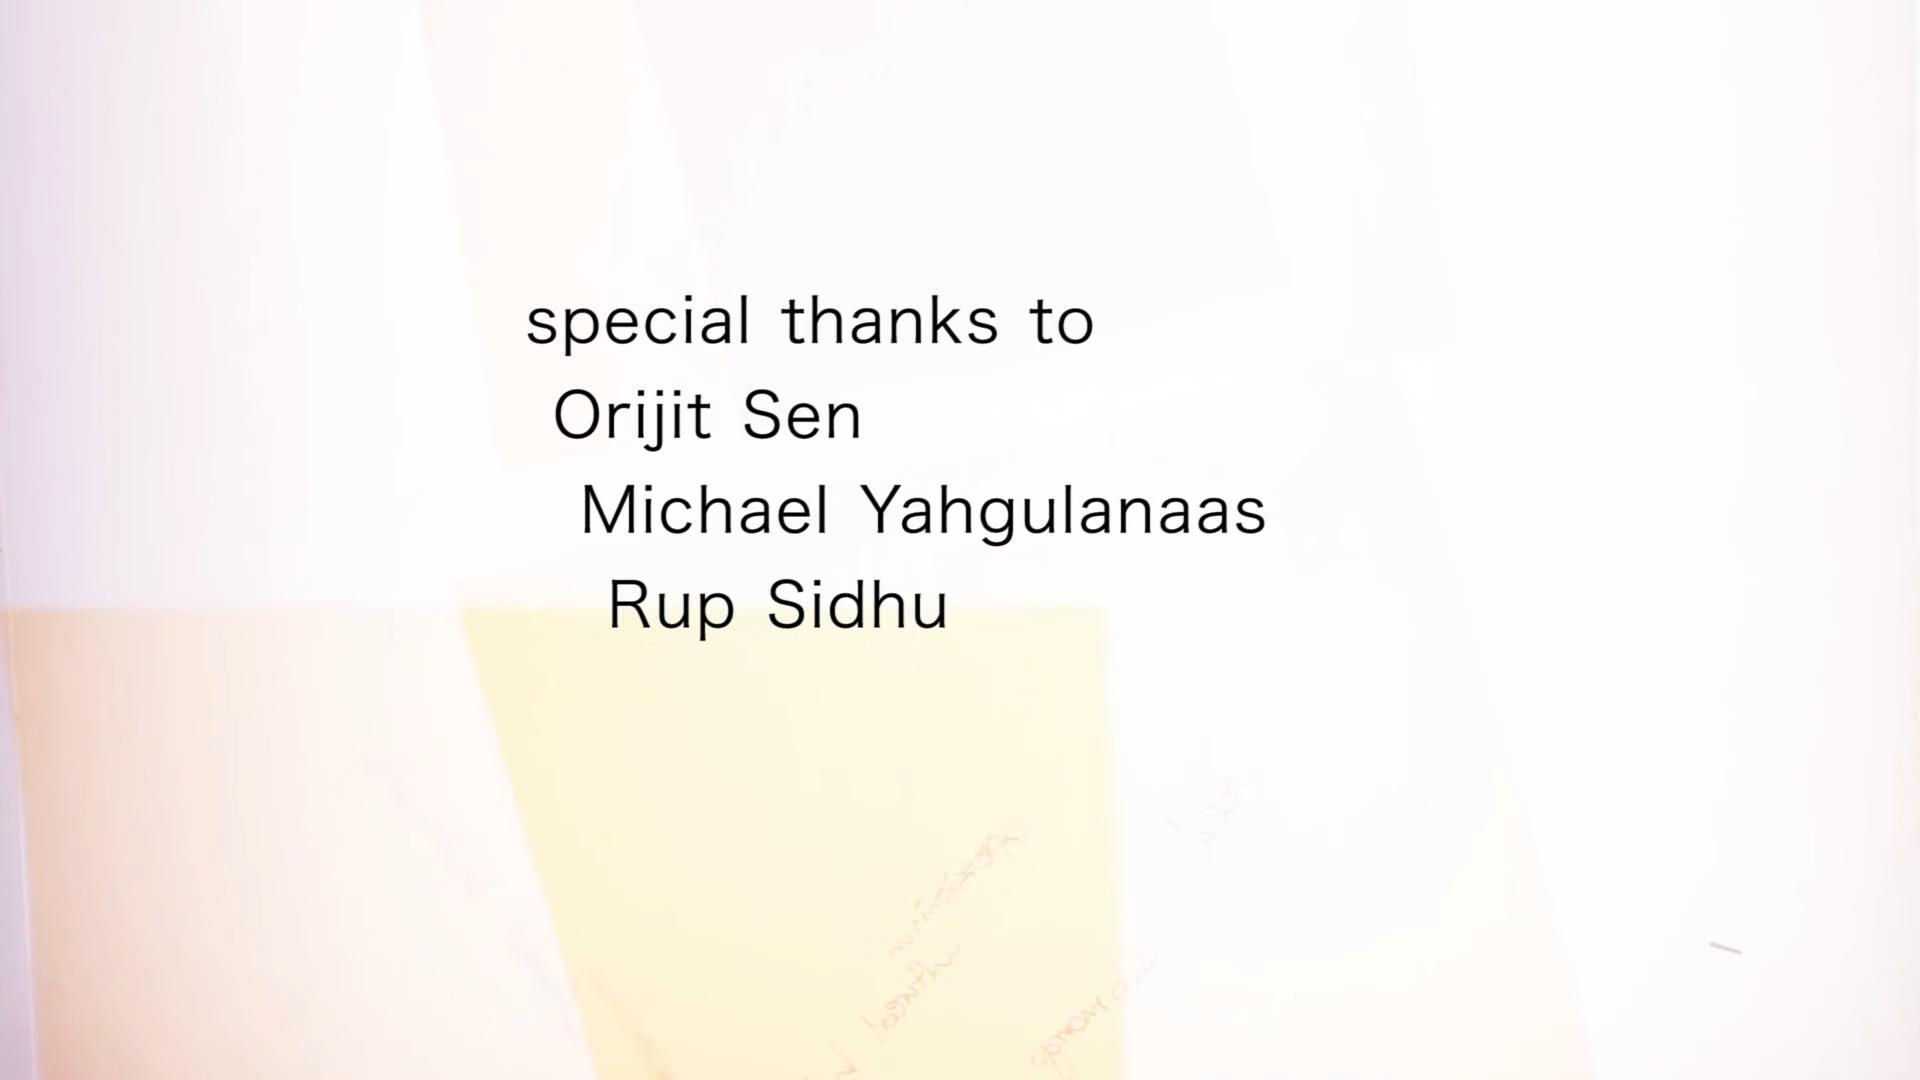 special thanks to
Orijit Sen
Michael Yahgulanaas
Rup Sidhu